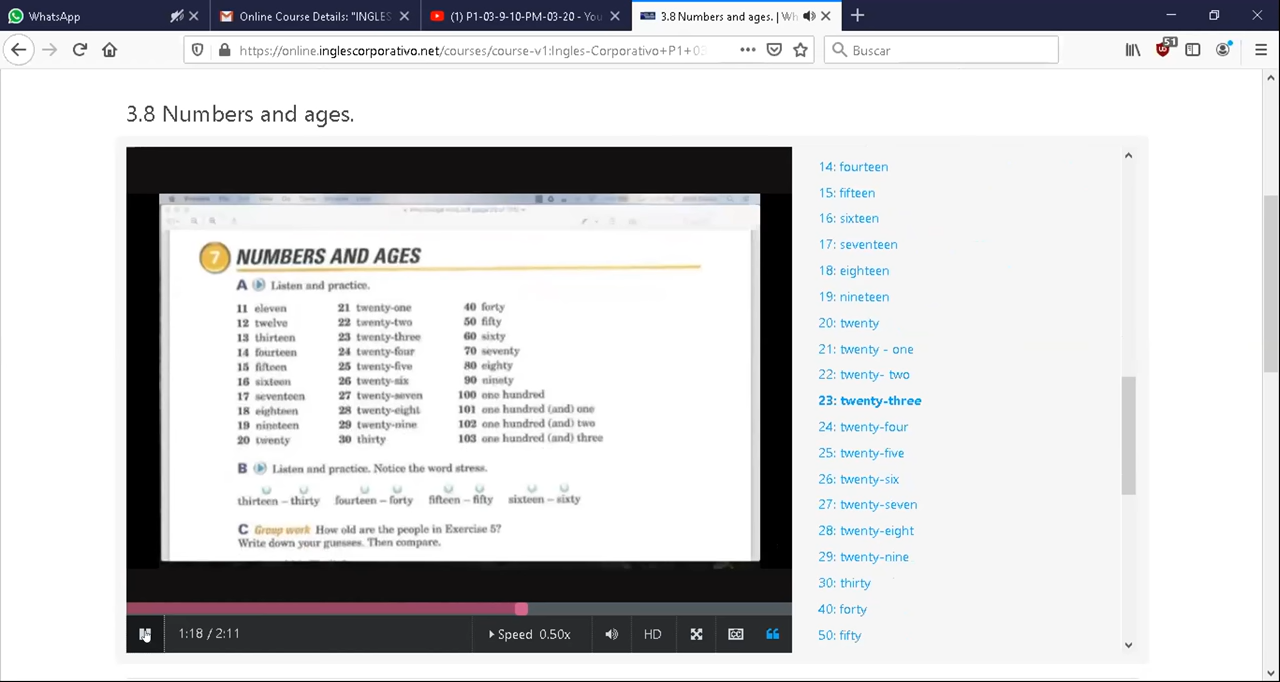 WhatsApp
Online Course Details: "INGLES
(1) P1-03-9-10-PM-03-20 - You
3.8 Numbers and ages. | Wh
https://online.inglescorporativo.net/courses/course-v1:Ingles-Corporativo+P1+03
Buscar
51
3.8 Numbers and ages.
7 NUMBERS AND AGES
A Listen and practice.
11 eleven 21 twenty-one 40 forty
12 twelve 22 twenty-two 50 fifty
13 thirteen 23 twenty-three 60 sixty
14 fourteen 24 twenty-four 70 seventy
15 fifteen 25 twenty-five 80 eighty
16 sixteen 26 twenty-six 90 ninety
17 seventeen 27 twenty-seven 100 one hundred
18 eighteen 28 twenty-eight 101 one hundred (and) one
19 nineteen 29 twenty-nine 102 one hundred (and) two
20 twenty 30 thirty 103 one hundred (and) three
B Listen and practice. Notice the word stress.
thirteen – thirty fourteen – forty fifteen – fifty sixteen – sixty
C Group work How old are the people in Exercise 5?
Write down your guesses. Then compare.
1:18 / 2:11
Speed 0.50x
HD
14: fourteen
15: fifteen
16: sixteen
17: seventeen
18: eighteen
19: nineteen
20: twenty
21: twenty - one
22: twenty- two
23: twenty-three
24: twenty-four
25: twenty-five
26: twenty-six
27: twenty-seven
28: twenty-eight
29: twenty-nine
30: thirty
40: forty
50: fifty